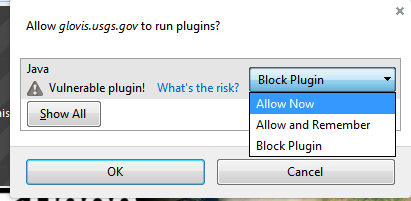 Allow glovis.usgs.gov to run plugins?
Java
Vulnerable plugin! What's the risk? Block Plugin
Allow Now
Show All
Allow and Remember
Block Plugin
OK Cancel